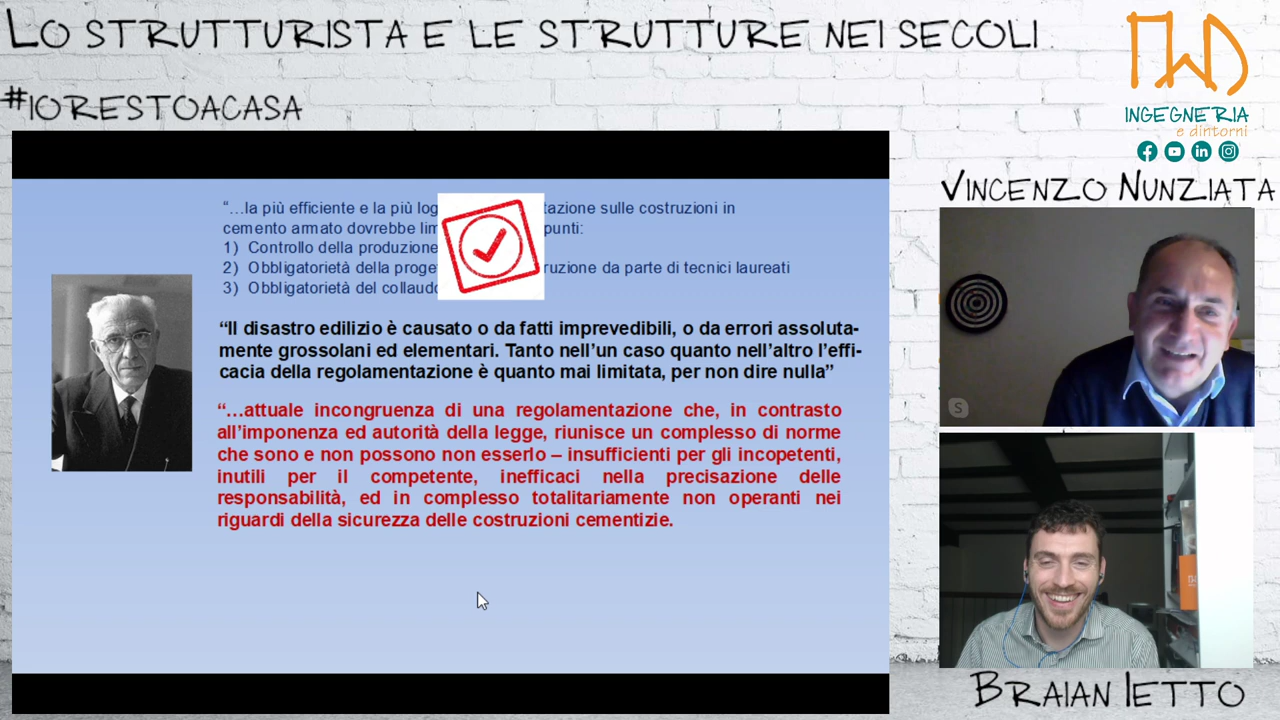 LO STRUTTURISTA E LE STRUTTURE NEI SECOLI
#IORESTOACASA
INGEGNERIA
e dintorni
VINCENZO NUNZIATA
“…la più efficiente e la più tazione sulle costruzioni in
cemento armato dovrebbe punti:
1) Controllo della produzione
2) Obbligatorietà della ruzione da parte di tecnici laureati
3) Obbligatorietà del
“Il disastro edilizio è causato o da fatti imprevedibili, o da errori assoluta-
mente grossolani ed elementari. Tanto nell’un caso quanto nell’altro l’effi-
cacia della regolamentazione è quanto mai limitata, per non dire nulla”
“…attuale incongruenza di una regolamentazione che, in contrasto
all’imponenza ed autorità della legge, riunisce un complesso di norme
che sono e non possono non esserlo – insufficienti per gli incopetenti,
inutili per il competente, inefficaci nella precisazione delle
responsabilità, ed in complesso totalitariamente non operanti nei
riguardi della sicurezza delle costruzioni cementizie.
S
BRAIAN IETTO